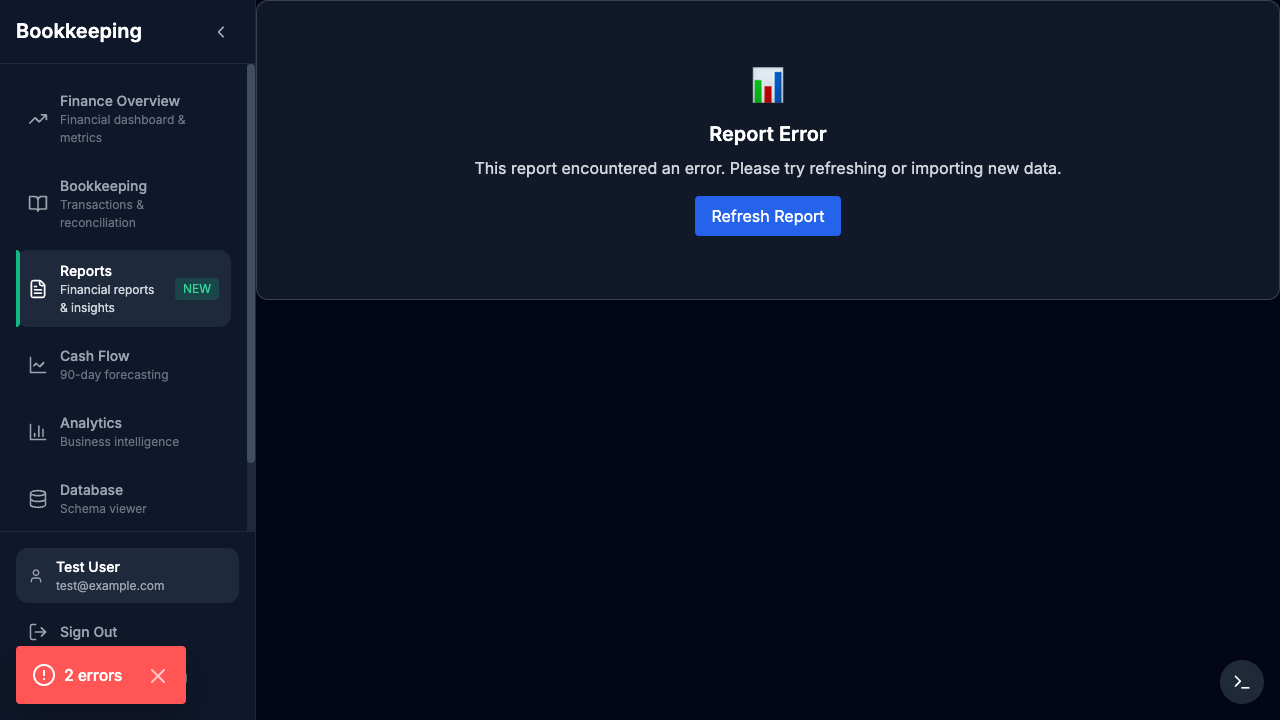 Bookkeeping
Finance Overview
Financial dashboard &
metrics
Bookkeeping
Transactions &
reconciliation
Reports
Financial reports
& insights
NEW
Cash Flow
90-day forecasting
Analytics
Business intelligence
Database
Schema viewer
Test User
test@example.com
Sign Out
2 errors
Report Error
This report encountered an error. Please try refreshing or importing new data.
Refresh Report